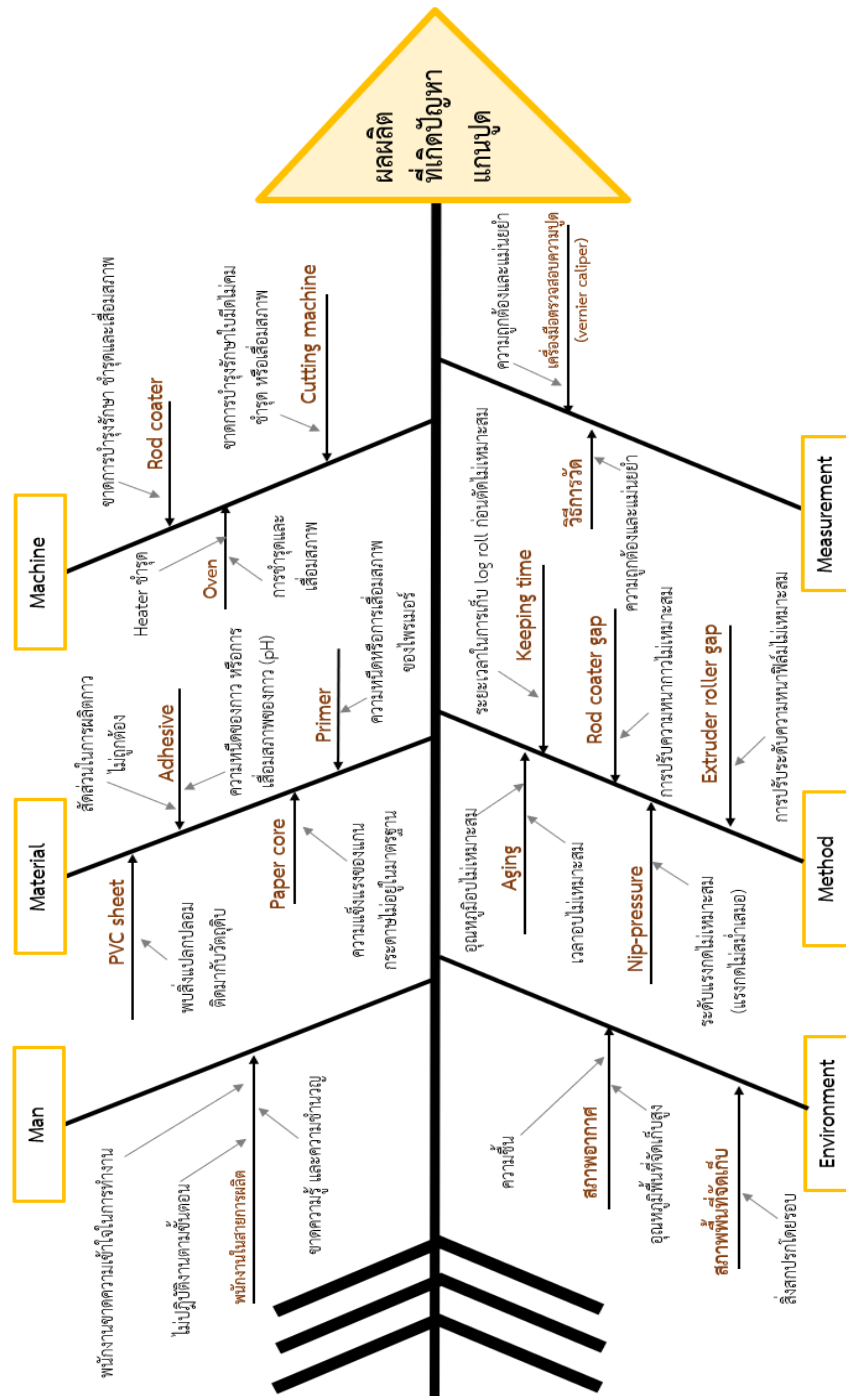 Man
พนักงานขาดความเข้าใจในการทำงาน
ไม่ปฏิบัติงานตามขั้นตอน
พนักงานในสายการผลิต
ขาดความรู้ และความชำนวญ
Material
สัดส่วนในการผลิตกาว
ไม่ถูกต้อง
PVC sheet
Adhesive
พบสิ่งแปลกปลอม
ติดมากับวัตถุดิบ
ความหนืดของกาว หรือการ
เสื่อมสภาพของกาว (pH)
Paper core
Primer
ความแข็งแรงของแกน
กระดาษไม่อยู่ในมาตรฐาน
ความหนืดหรือการเสื่อมสภาพ
ของไพรเมอร์
Machine
ขาดการบำรุงรักษา ชำรุดและเสื่อมสภาพ
Rod coater
Heater ชำรุด
Oven
การชำรุดและ
เสื่อมสภาพ
ขาดการบำรุงรักษาใบมีดไม่คม
ชำรุด หรือเสื่อมสภาพ
Cutting machine
ผลผลิต
ที่เกิดปัญหา
แกนปูด
ความชื้น
สภาพอากาศ
อุณหภูมิพื้นที่จัดเก็บสูง
สภาพพื้นที่จัดเก็บ
สิ่งสกปรกโดยรอบ
Environment
อุณหภูมิอบไม่เหมาะสม
Aging
เวลาอบไม่เหมาะสม
ระยะเวลาในการเก็บ log roll ก่อนตัดไม่เหมาะสม
Keeping time
Rod coater gap
การปรับความหนากาวไม่เหมาะสม
Nip-pressure
ระดับแรงกดไม่เหมาะสม
(แรงกดไม่สม่ำเสมอ)
Extruder roller gap
การปรับระดับความหนาฟิล์มไม่เหมาะสม
Method
ความถูกต้องและแม่นยยำ
เครื่องมือตรวจสอบความปูด
(vernier caliper)
วิธีการวัด
ความถูกต้องและแม่นยยำ
Measurement